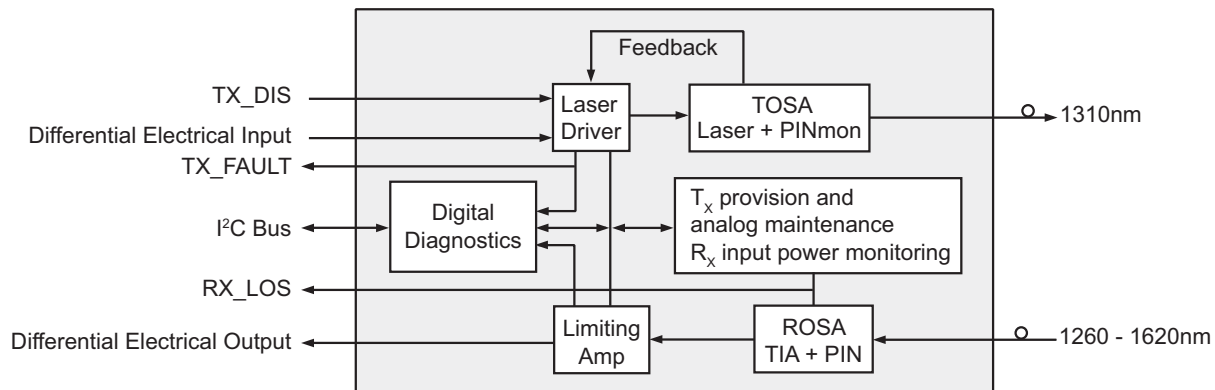 Feedback
TX_DIS
Laser
Driver
TOSA
Laser + PINmon
1310nm
Differential Electrical Input
TX_FAULT
I²C Bus
Digital
Diagnostics
Tₓ provision and
analog maintenance
Rₓ input power monitoring
RX_LOS
Differential Electrical Output
Limiting
Amp
ROSA
TIA + PIN
1260 - 1620nm